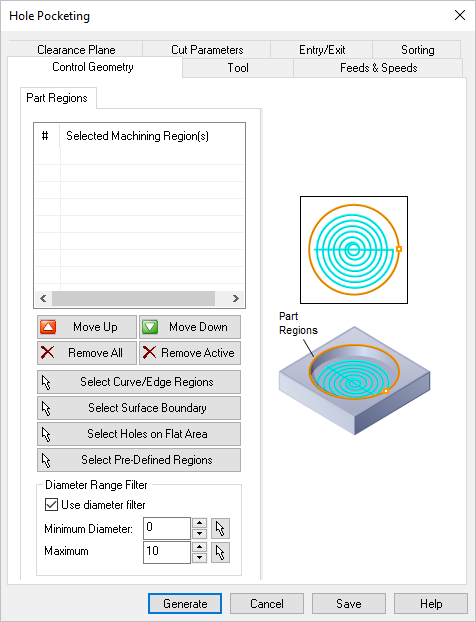 Hole Pocketing
Clearance Plane Cut Parameters Entry/Exit Sorting
Control Geometry Tool Feeds & Speeds
Part Regions
# Selected Machining Region(s)
Move Up Move Down
Remove All Remove Active
Select Curve/Edge Regions
Select Surface Boundary
Select Holes on Flat Area
Select Pre-Defined Regions
Part
Regions
Diameter Range Filter
Use diameter filter
Minimum Diameter: 0
Maximum 10
Generate Cancel Save Help